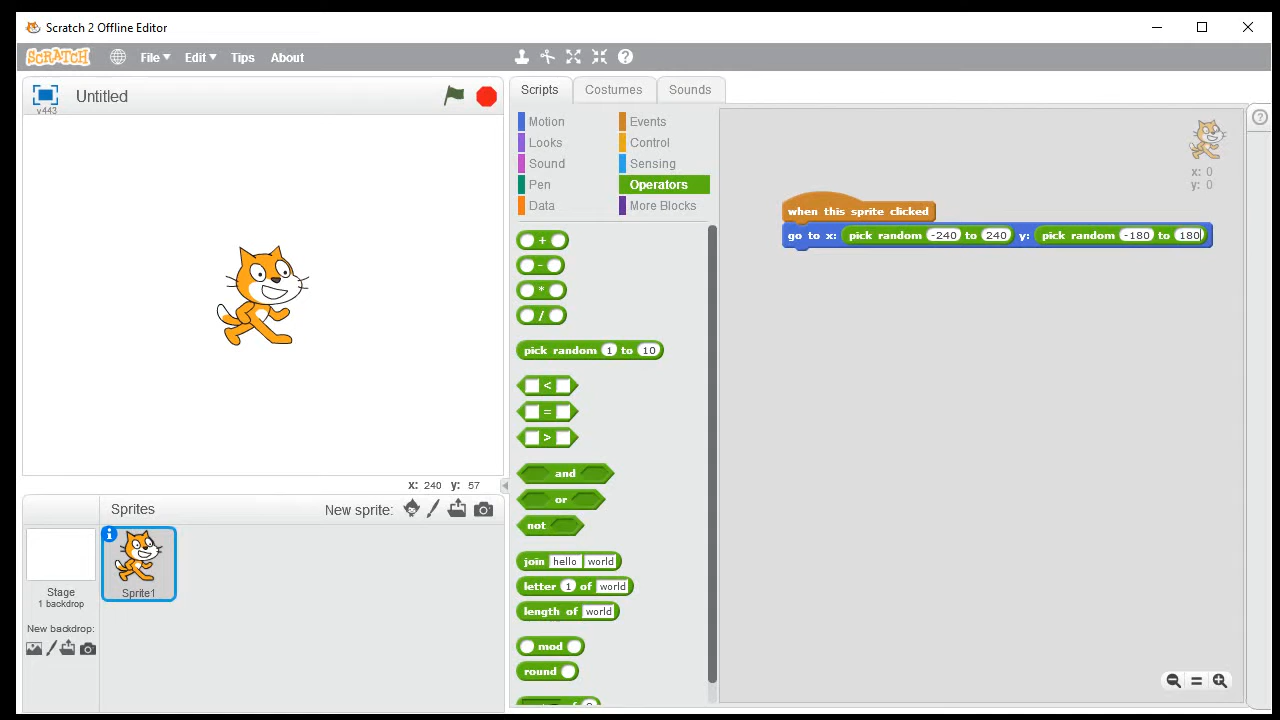 Scratch 2 Offline Editor
SCRATCH File Edit Tips About
v443 Untitled
Scripts Costumes Sounds
Motion Events
Looks Control
Sound Sensing
Pen Operators
Data More Blocks
+
-
*
/
pick random 1 to 10
<
=
>
and
or
not
join hello world
letter 1 of world
length of world
mod
round
x: 0
y: 0
when this sprite clicked
go to x: pick random -240 to 240 y: pick random -180 to 180
x: 240 y: 57
Sprites New sprite:
Stage
1 backdrop
New backdrop:
Sprite1